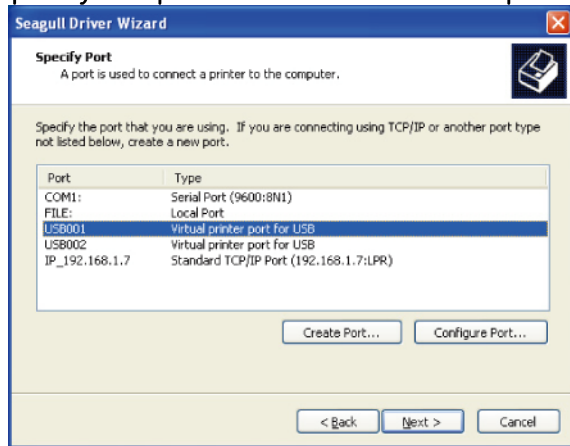 Seagull Driver Wizard
Specify Port
A port is used to connect a printer to the computer.
Specify the port that you are using. If you are connecting using TCP/IP or another port type
not listed below, create a new port.
Port Type
COM1: Serial Port (9600:8N1)
FILE: Local Port
USB001 Virtual printer port for USB
USB002 Virtual printer port for USB
IP_192.168.1.7 Standard TCP/IP Port (192.168.1.7:LPR)
Create Port... Configure Port...
< Back Next > Cancel